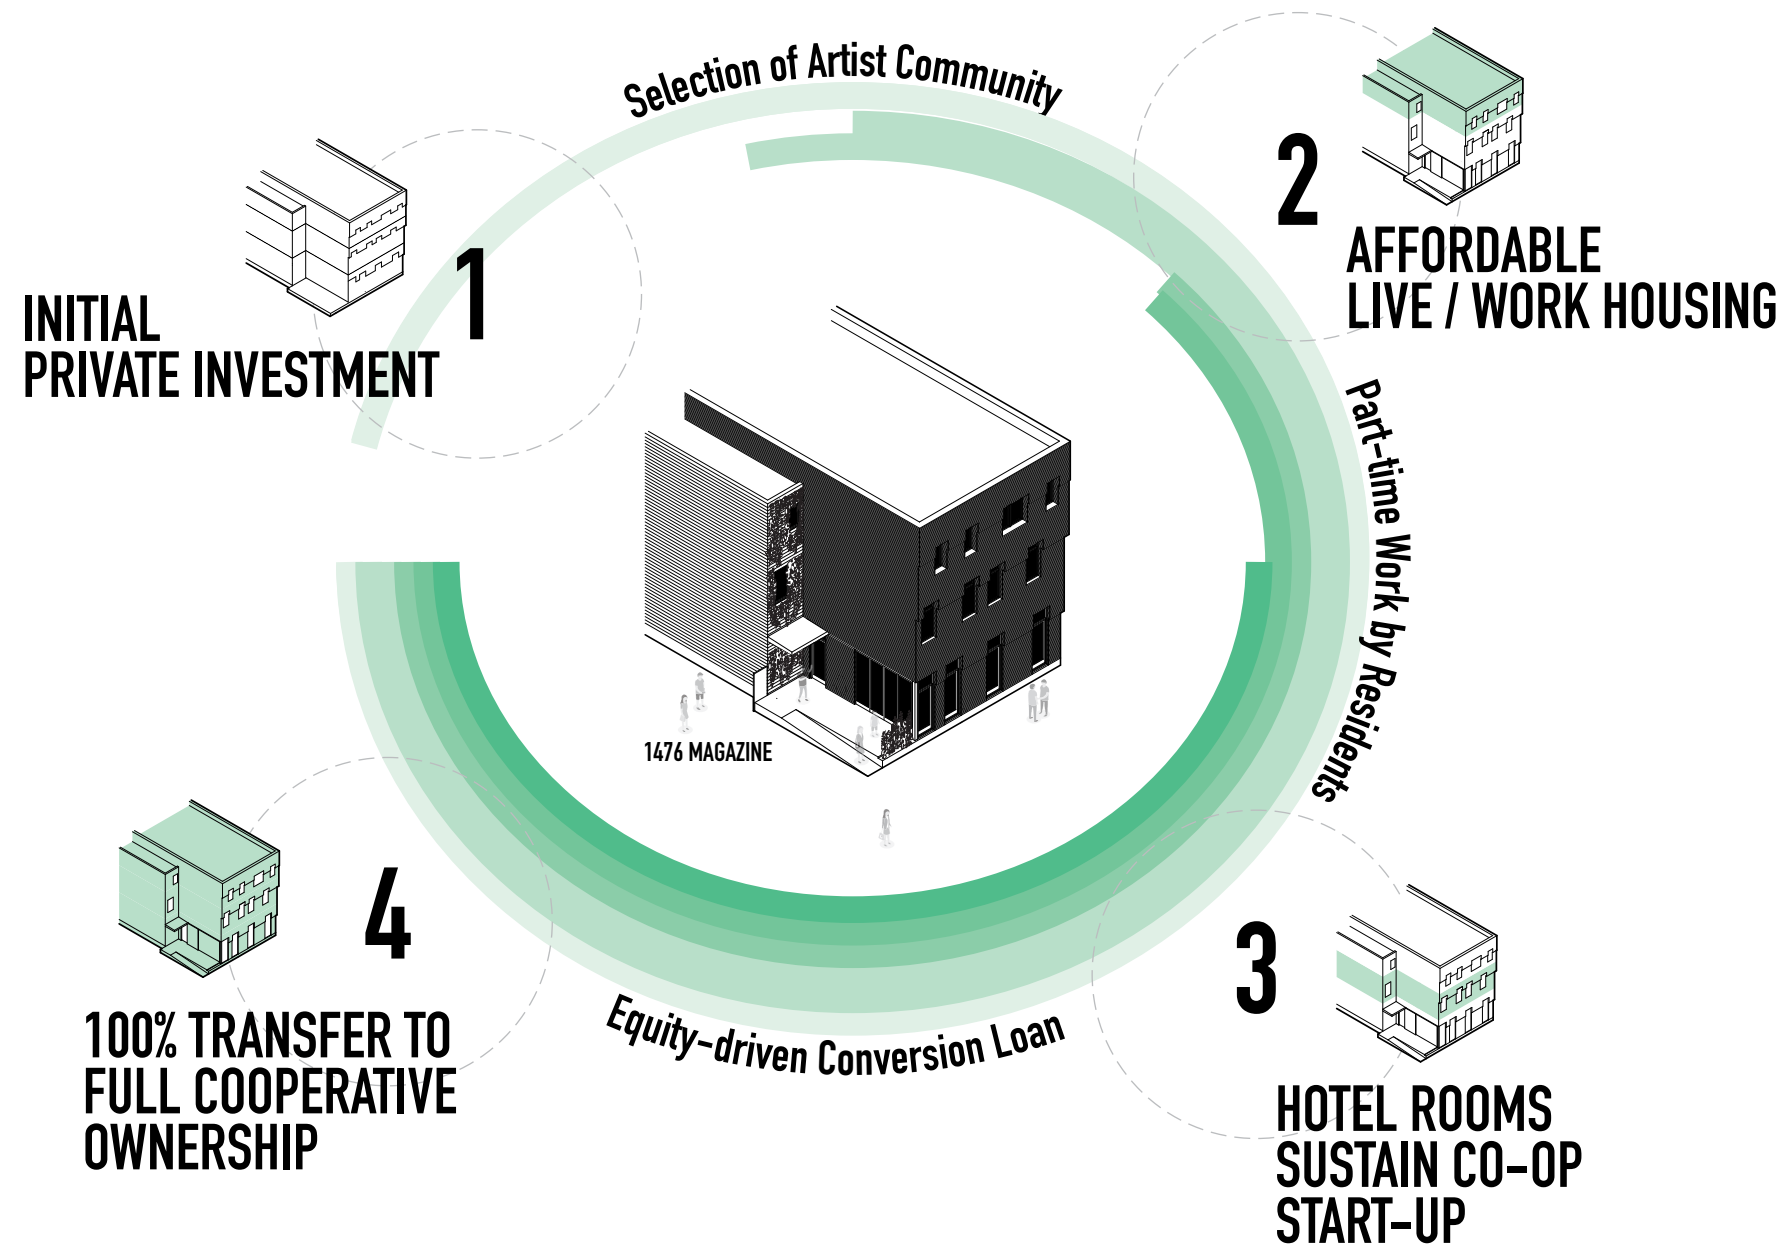 Selection of Artist Community
1
INITIAL
PRIVATE INVESTMENT
2
AFFORDABLE
LIVE / WORK HOUSING
Part-time Work by Residents
1476 MAGAZINE
3
HOTEL ROOMS
SUSTAIN CO-OP
START-UP
Equity-driven Conversion Loan
4
100% TRANSFER TO
FULL COOPERATIVE
OWNERSHIP